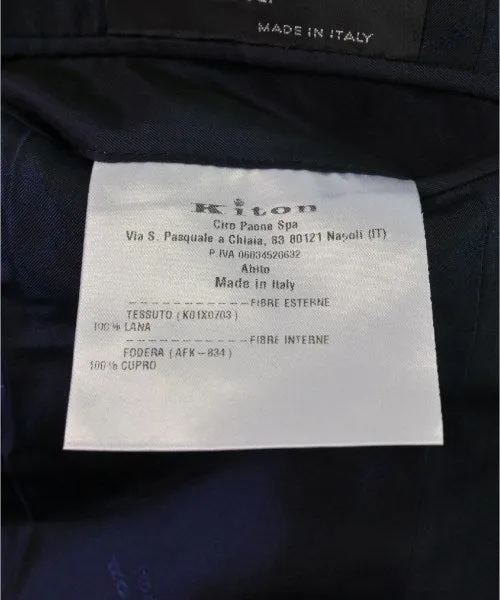 MADE IN ITALY
Kiton
Ciro Paone Spa
Via S. Pasquale a Chiaia, 83 80121 Napoli (IT)
P.IVA 06034520632
Abito
Made in Italy
-----------FIBRE ESTERNE
TESSUTO (K01X0703)
100% LANA
-----------FIBRE INTERNE
FODERA (AFX-834)
100% CUPRO